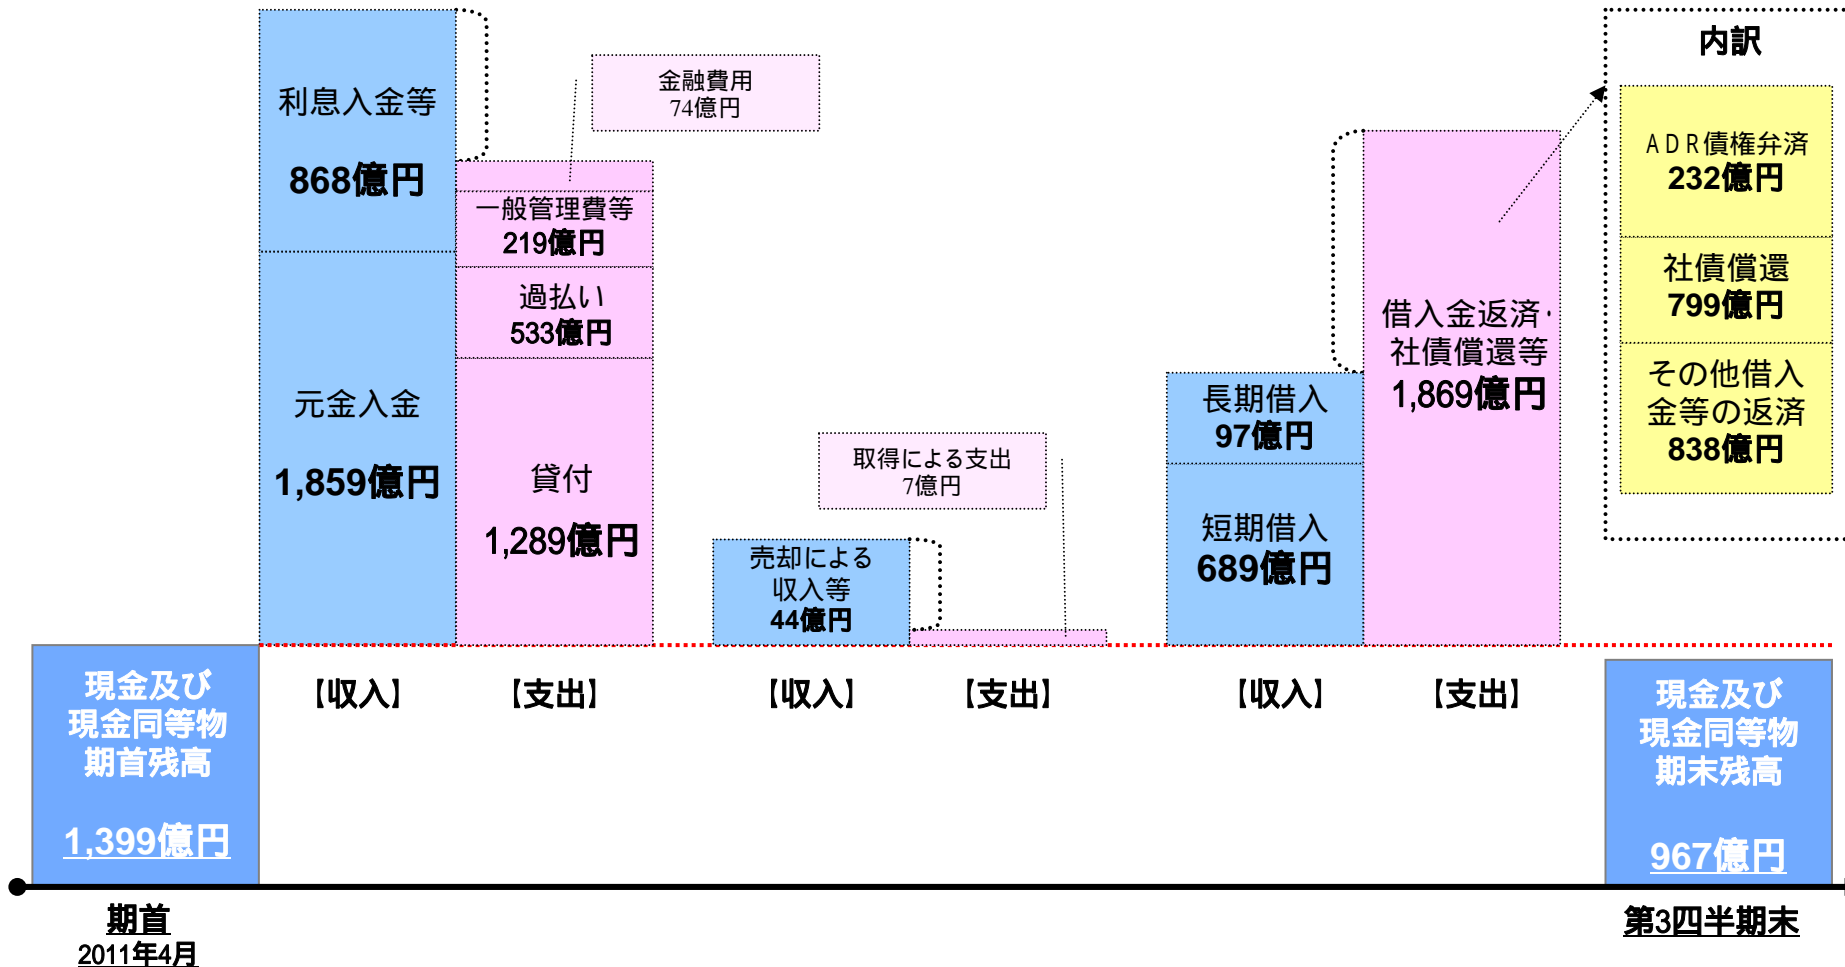 利息入金等
868億円
元金入金
1,859億円
金融費用
74億円
一般管理費等
219億円
過払い
533億円
貸付
1,289億円
売却による
収入等
44億円
取得による支出
7億円
長期借入
97億円
短期借入
689億円
借入金返済・
社債償還等
1,869億円
内訳
ADR債権弁済
232億円
社債償還
799億円
その他借入
金等の返済
838億円
【収入】
【支出】
【収入】
【支出】
【収入】
【支出】
現金及び
現金同等物
期首残高
1,399億円
現金及び
現金同等物
期末残高
967億円
期首
2011年4月
第3四半期末